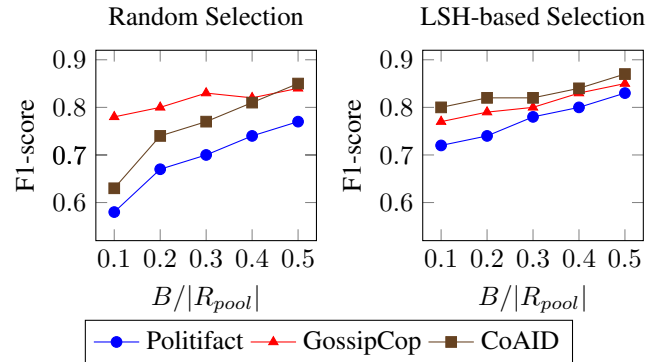 Random Selection
0.9
0.8
0.7
0.6
F1-score
0.1 0.2 0.3 0.4 0.5
B/|R_pool|
LSH-based Selection
0.9
0.8
0.7
0.6
F1-score
0.1 0.2 0.3 0.4 0.5
B/|R_pool|
Politifact GossipCop CoAID